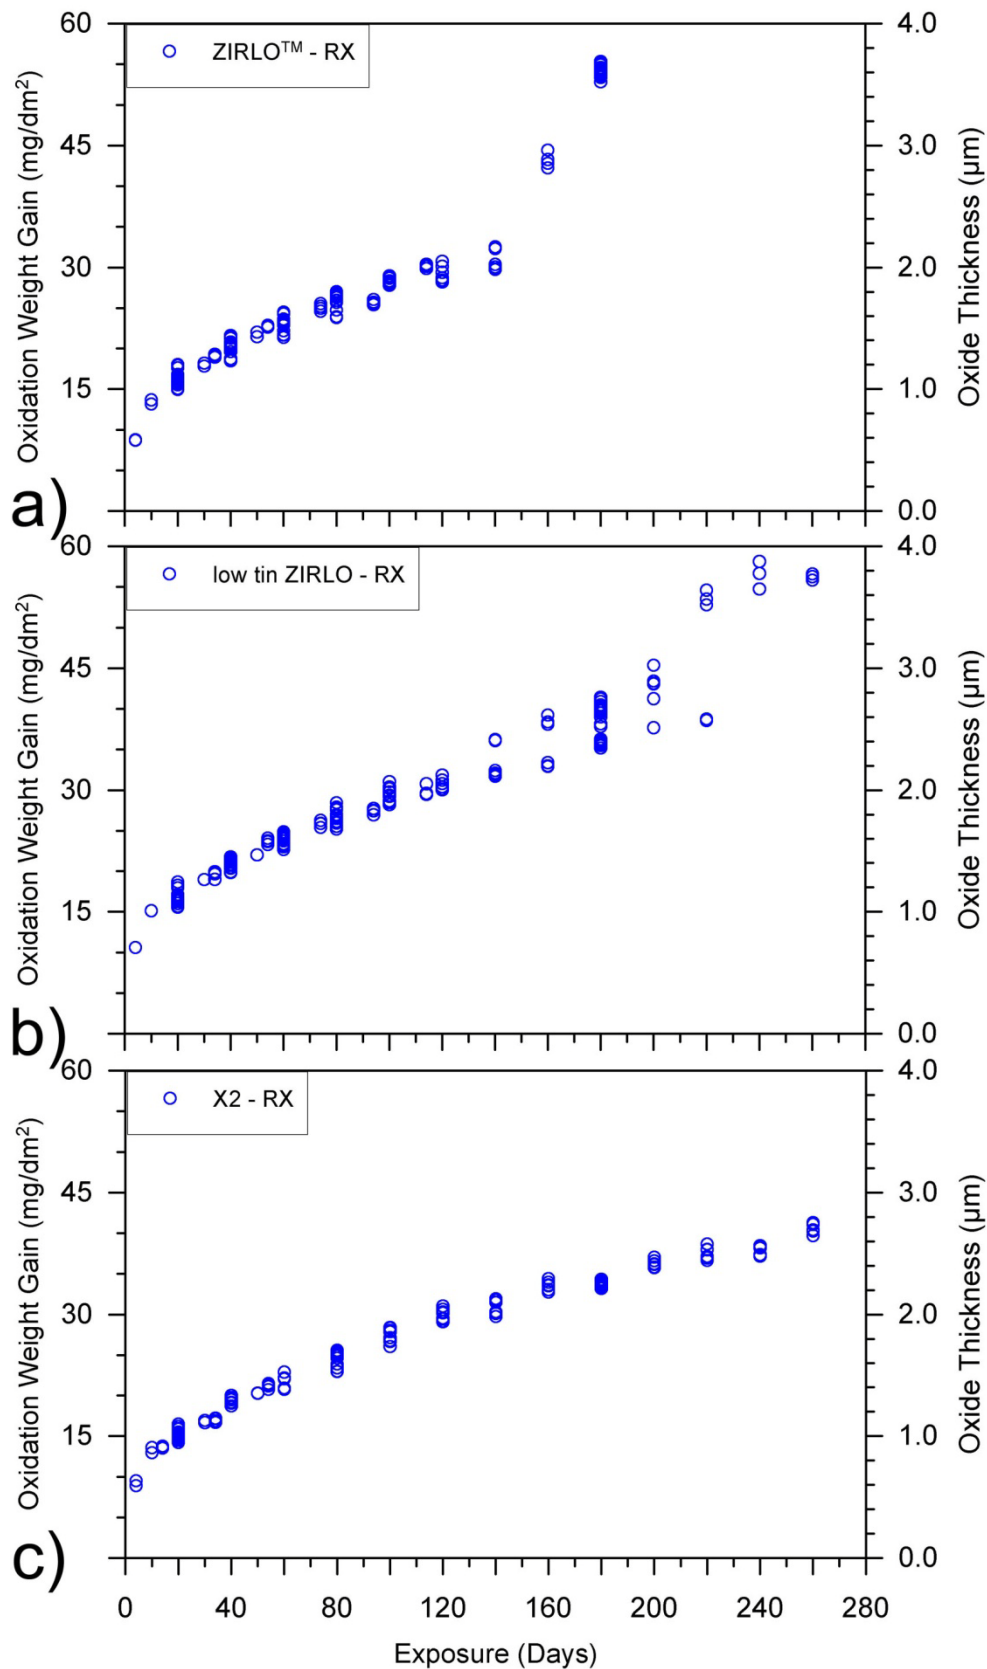 60
45
30
15
Oxidation Weight Gain (mg/dm²)
ZIRLO™ - RX
4.0
3.0
2.0
1.0
0.0
Oxide Thickness (µm)
a)
60
45
30
15
Oxidation Weight Gain (mg/dm²)
low tin ZIRLO - RX
4.0
3.0
2.0
1.0
0.0
Oxide Thickness (µm)
b)
60
45
30
15
Oxidation Weight Gain (mg/dm²)
X2 - RX
4.0
3.0
2.0
1.0
0.0
Oxide Thickness (µm)
c)
0 40 80 120 160 200 240 280
Exposure (Days)